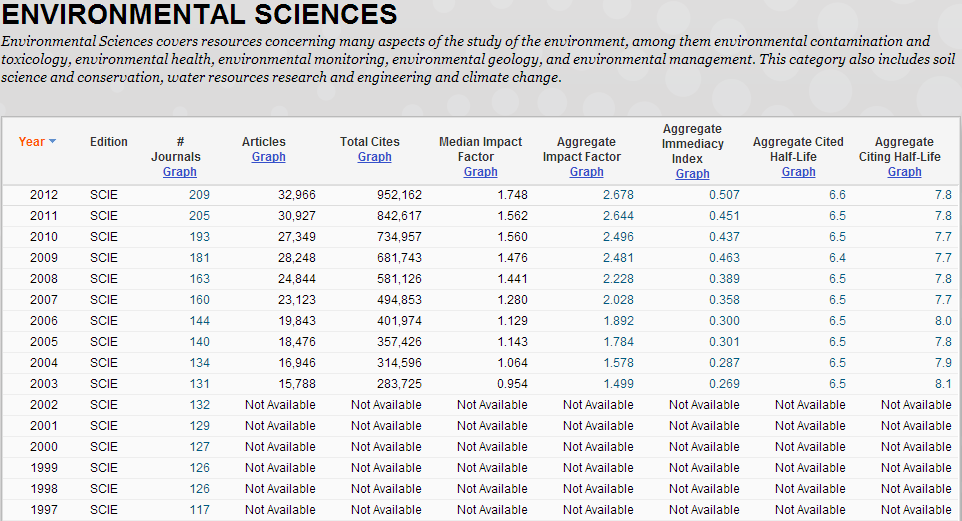 ENVIRONMENTAL SCIENCES
Environmental Sciences covers resources concerning many aspects of the study of the environment, among them environmental contamination and
toxicology, environmental health, environmental monitoring, environmental geology, and environmental management. This category also includes soil
science and conservation, water resources research and engineering and climate change.
Year Edition # Journals Graph Articles Graph Total Cites Graph Median Impact Factor Graph Aggregate Impact Factor Graph Aggregate Immediacy Index Graph Aggregate Cited Half-Life Graph Aggregate Citing Half-Life Graph
2012 SCIE 209 32,966 952,162 1.748 2.678 0.507 6.6 7.8
2011 SCIE 205 30,927 842,617 1.562 2.644 0.451 6.5 7.8
2010 SCIE 193 27,349 734,957 1.560 2.496 0.437 6.5 7.7
2009 SCIE 181 28,248 681,743 1.476 2.481 0.463 6.4 7.7
2008 SCIE 163 24,844 581,126 1.441 2.228 0.389 6.5 7.8
2007 SCIE 160 23,123 494,853 1.280 2.028 0.358 6.5 7.7
2006 SCIE 144 19,843 401,974 1.129 1.892 0.300 6.5 8.0
2005 SCIE 140 18,476 357,426 1.143 1.784 0.301 6.5 7.8
2004 SCIE 134 16,946 314,596 1.064 1.578 0.287 6.5 7.9
2003 SCIE 131 15,788 283,725 0.954 1.499 0.269 6.5 8.1
2002 SCIE 132 Not Available Not Available Not Available Not Available Not Available Not Available Not Available
2001 SCIE 129 Not Available Not Available Not Available Not Available Not Available Not Available Not Available
2000 SCIE 127 Not Available Not Available Not Available Not Available Not Available Not Available Not Available
1999 SCIE 126 Not Available Not Available Not Available Not Available Not Available Not Available Not Available
1998 SCIE 126 Not Available Not Available Not Available Not Available Not Available Not Available Not Available
1997 SCIE 117 Not Available Not Available Not Available Not Available Not Available Not Available Not Available